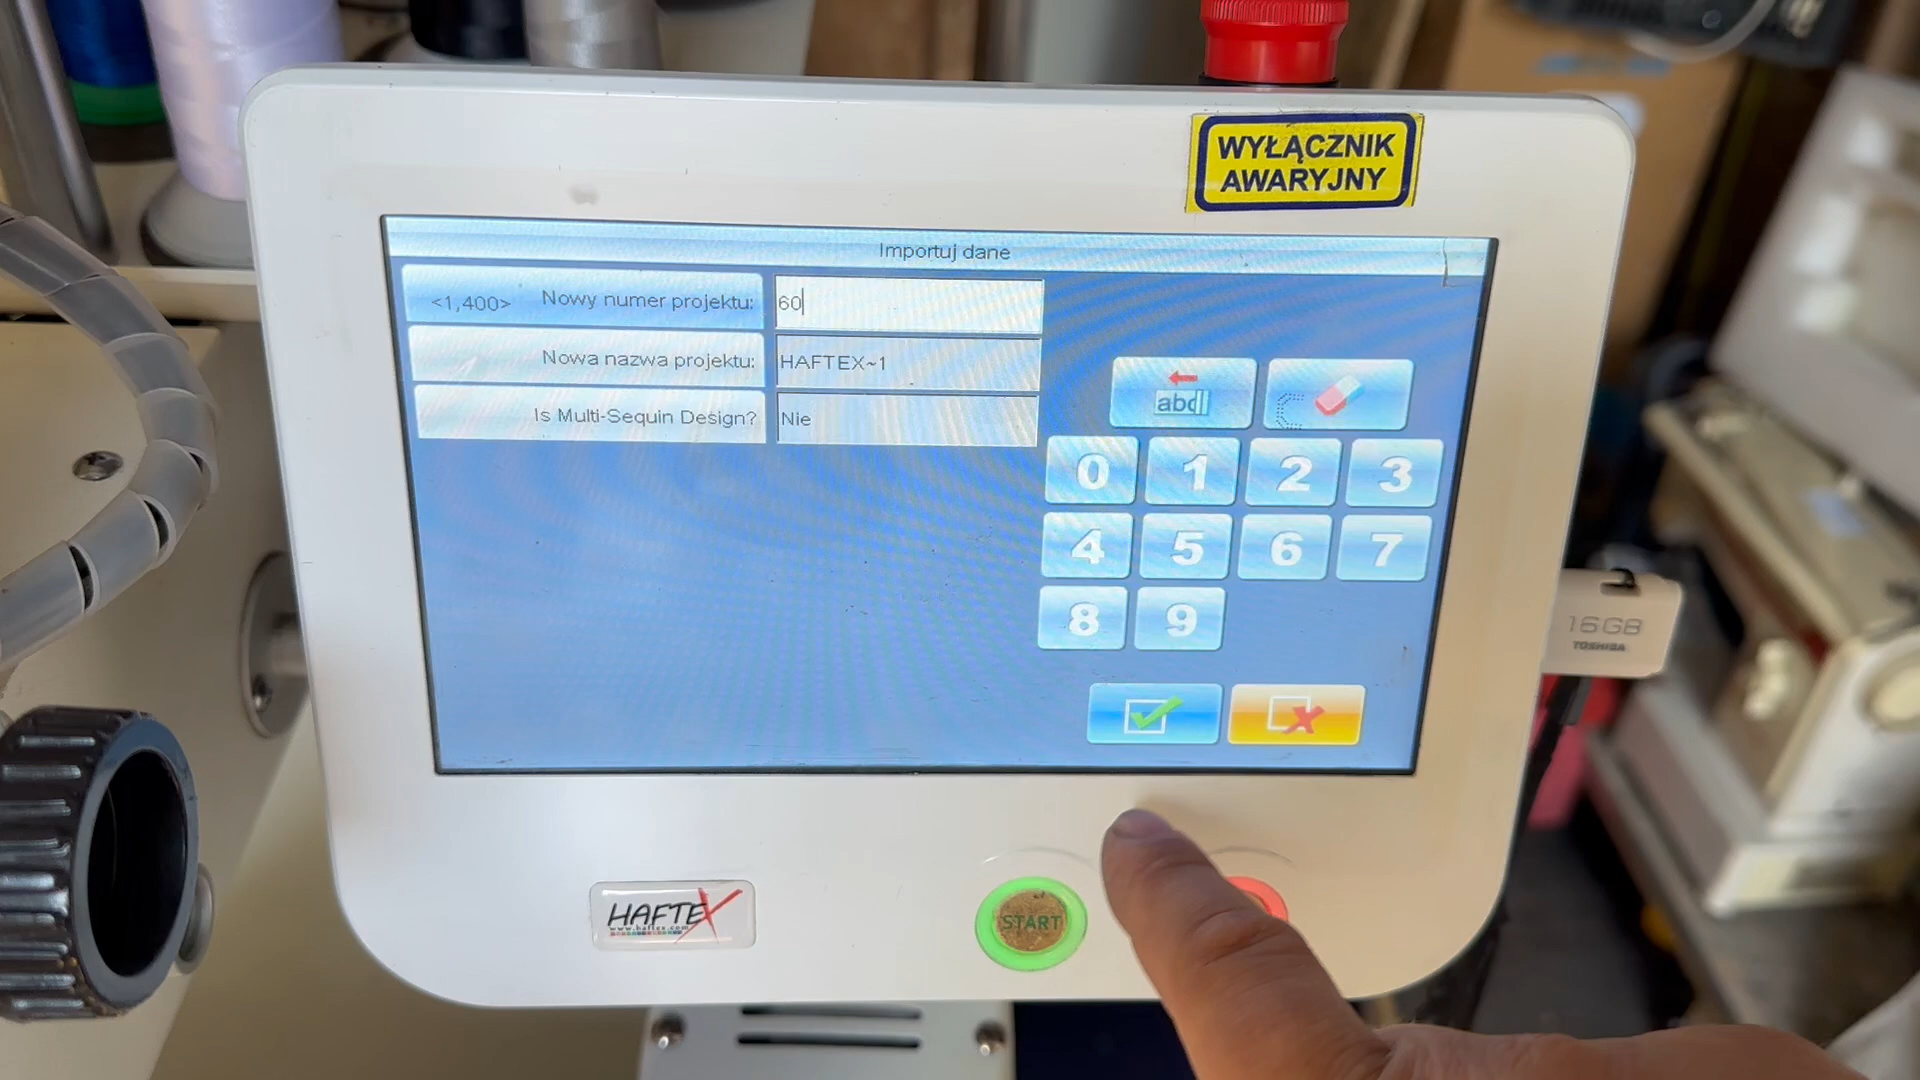 WYŁĄCZNIK
AWARYJNY
Importuj dane
<1,400> Nowy numer projektu: 60
Nowa nazwa projektu: HAFTEX~1
Is Multi-Sequin Design? Nie
abc
0 1 2 3
4 5 6 7
8 9
16GB
TOSHIBA
HAFTEX
www.haftex.com
START